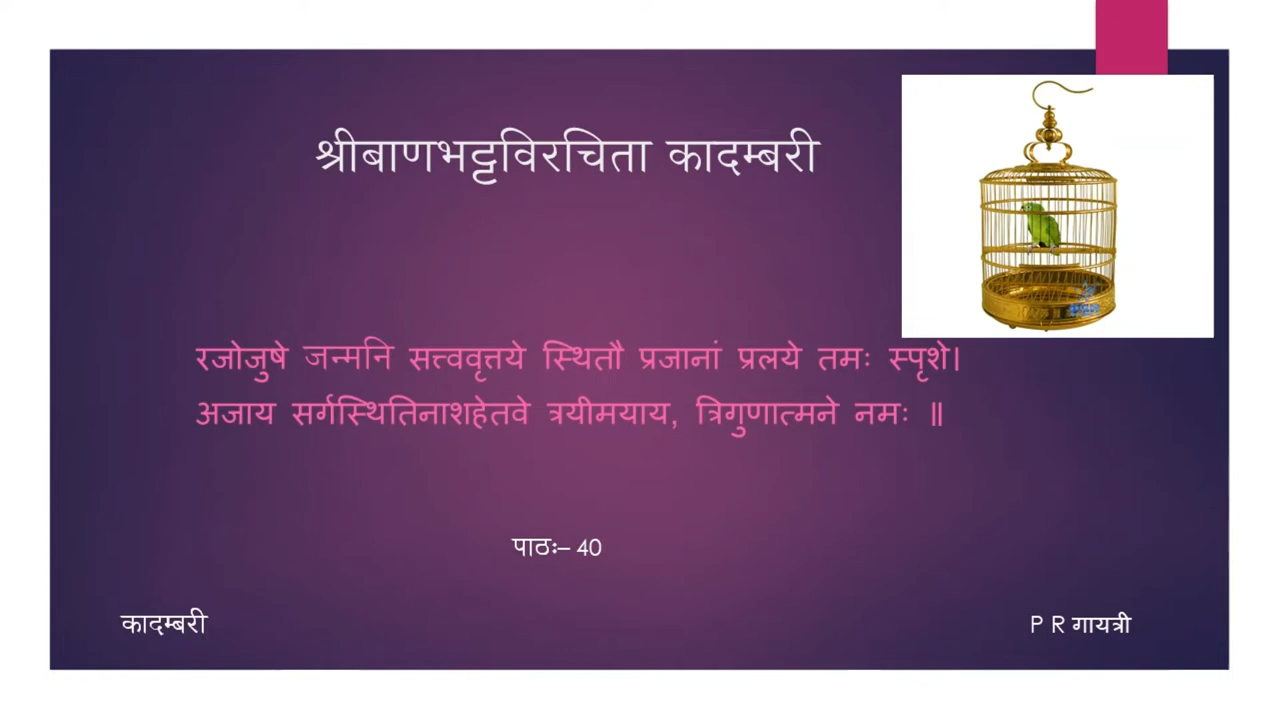 श्रीबाणभट्टविरचिता कादम्बरी
रजोजुषे जन्मनि सत्त्ववृत्तये स्थितौ प्रजानां प्रलये तमः स्पृशे।
अजाय सर्गस्थितिनाशहेतवे त्रयीमयाय, त्रिगुणात्मने नमः ॥
पाठः– 40
कादम्बरी
P R गायत्री